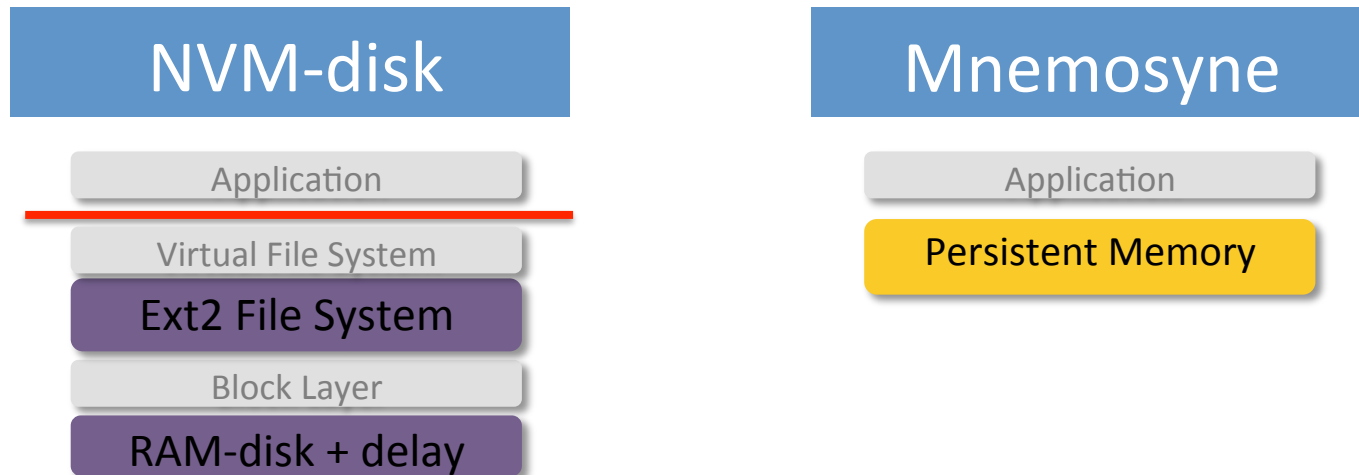 NVM-disk
Application
Virtual File System
Ext2 File System
Block Layer
RAM-disk + delay
Mnemosyne
Application
Persistent Memory